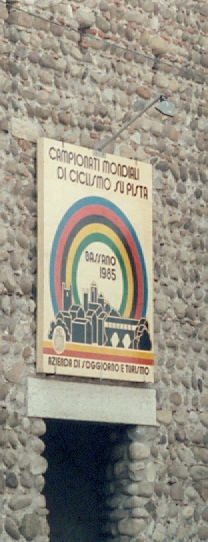 CAMPIONATI MONDIALI
DI CICLISMO SU PISTA
BASSANO
1985
AZIENDA DI SOGGIORNO E TURISMO